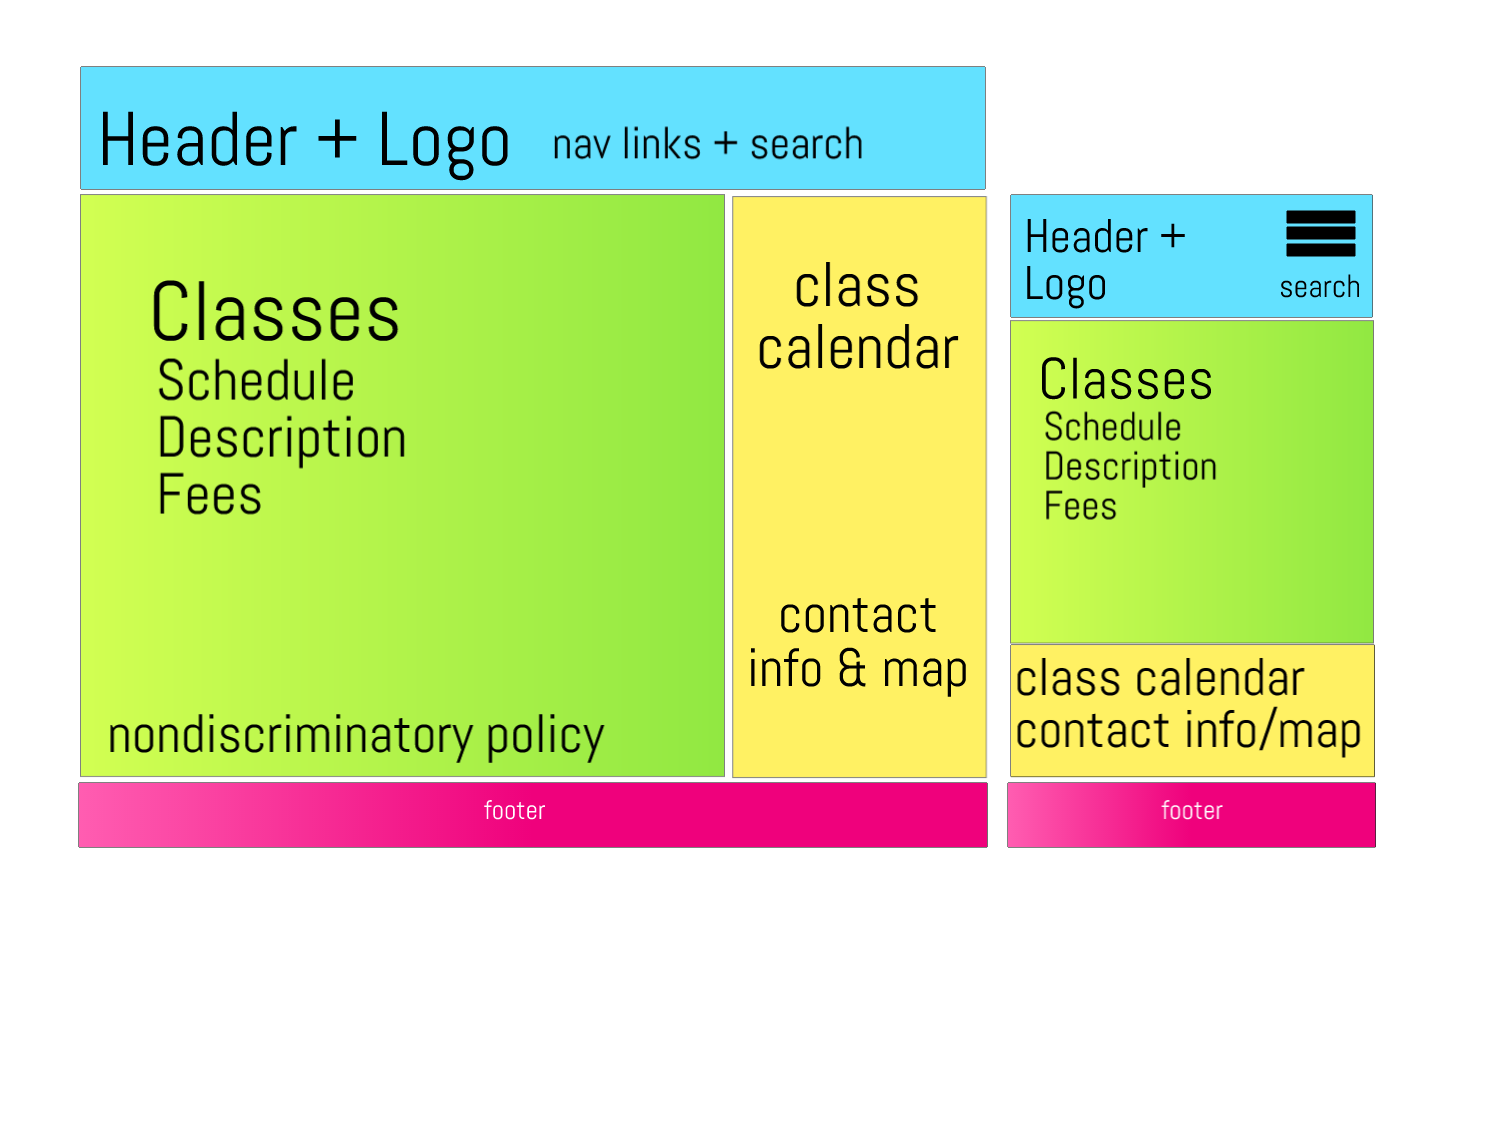 Header + Logo
nav links + search
Classes
Schedule
Description
Fees
nondiscriminatory policy
class
calendar
contact
info & map
footer
Header +
Logo
search
Classes
Schedule
Description
Fees
class calendar
contact info/map
footer